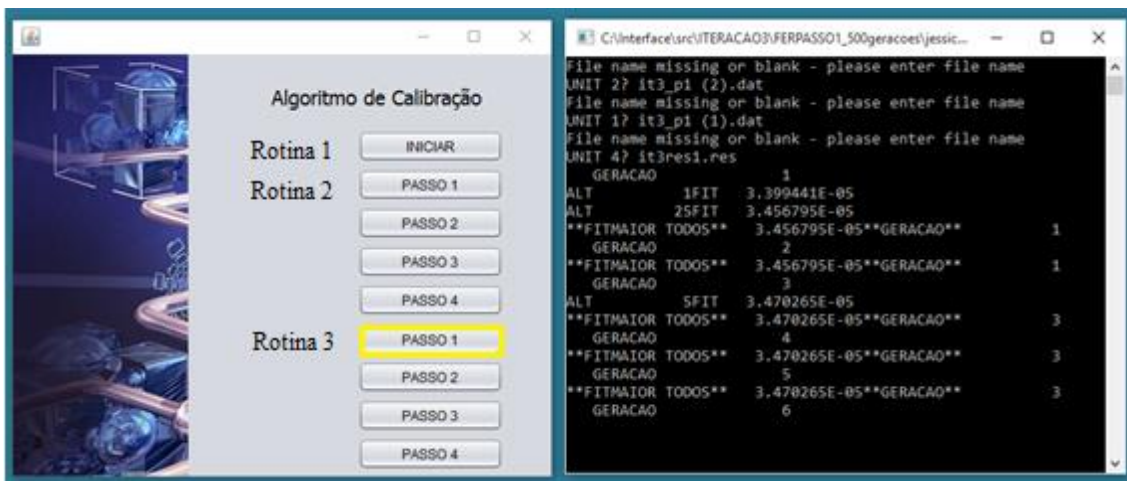 Algoritmo de Calibração
Rotina 1
INICIAR
Rotina 2
PASSO 1
PASSO 2
PASSO 3
PASSO 4
Rotina 3
PASSO 1
PASSO 2
PASSO 3
PASSO 4
C:\Interface\src\ITERACAO3\FERPASSO1_500geracoes\jessic...
File name missing or blank - please enter file name
UNIT 2? it3_p1 (2).dat
File name missing or blank - please enter file name
UNIT 1? it3_p1 (1).dat
File name missing or blank - please enter file name
UNIT 4? it3res1.res
GERACAO 1
ALT 1FIT 3.399441E-05
ALT 25FIT 3.456795E-05
**FITMAIOR TODOS** 3.456795E-05**GERACAO** 1
GERACAO 2
**FITMAIOR TODOS** 3.456795E-05**GERACAO** 1
GERACAO 3
ALT 5FIT 3.470265E-05
**FITMAIOR TODOS** 3.470265E-05**GERACAO** 3
GERACAO 4
**FITMAIOR TODOS** 3.470265E-05**GERACAO** 3
GERACAO 5
**FITMAIOR TODOS** 3.470265E-05**GERACAO** 3
GERACAO 6